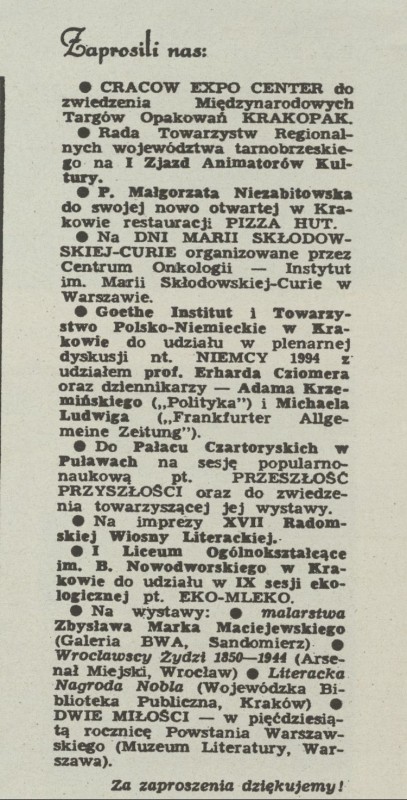 Zaprosili nas:
● CRACOW EXPO CENTER do
zwiedzenia Międzynarodowych
Targów Opakowań KRAKOPAK.
● Rada Towarzystw Regional-
nych województwa tarnobrzeskie-
go na I Zjazd Animatorów Kul-
tury.
● P. Małgorzata Niezabitowska
do swojej nowo otwartej w Kra-
kowie restauracji PIZZA HUT.
● Na DNI MARII SKŁODOW-
SKIEJ-CURIE organizowane przez
Centrum Onkologii — Instytut
im. Marii Skłodowskiej-Curie w
Warszawie.
● Goethe Institut i Towarzy-
stwo Polsko-Niemieckie w Kra-
kowie do udziału w plenarnej
dyskusji nt. NIEMCY 1994 z
udziałem prof. Erharda Cziomera
oraz dziennikarzy — Adama Krze-
mińskiego („Polityka”) i Michaela
Ludwiga („Frankfurter Allge-
meine Zeitung”).
● Do Pałacu Czartoryskich w
Puławach na sesję popularno-
naukową pt. PRZESZŁOŚĆ
PRZYSZŁOŚCI oraz do zwiedze-
nia towarzyszącej jej wystawy.
● Na imprezy XVII Radom-
skiej Wiosny Literackiej.
● I Liceum Ogólnokształcące
im. B. Nowodworskiego w Kra-
kowie do udziału w IX sesji eko-
logicznej pt. EKO-MLEKO.
● Na wystawy: ● malarstwa
Zbysława Marka Maciejewskiego
(Galeria BWA, Sandomierz) ●
Wrocławscy Żydzi 1850—1944 (Arse-
nał Miejski, Wrocław) ● Literacka
Nagroda Nobla (Wojewódzka Bi-
blioteka Publiczna, Kraków) ●
DWIE MIŁOŚCI — w pięćdziesią-
tą rocznicę Powstania Warszaw-
skiego (Muzeum Literatury, War-
szawa).
Za zaproszenia dziękujemy!